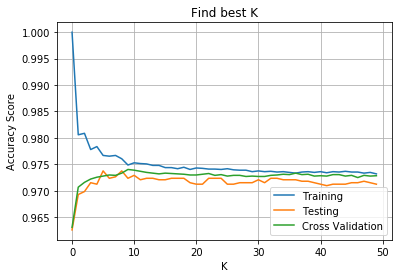 Find best K
1.000
0.995
0.990
0.985
0.980
0.975
0.970
0.965
Accuracy Score
0
10
20
30
40
50
K
Training
Testing
Cross Validation